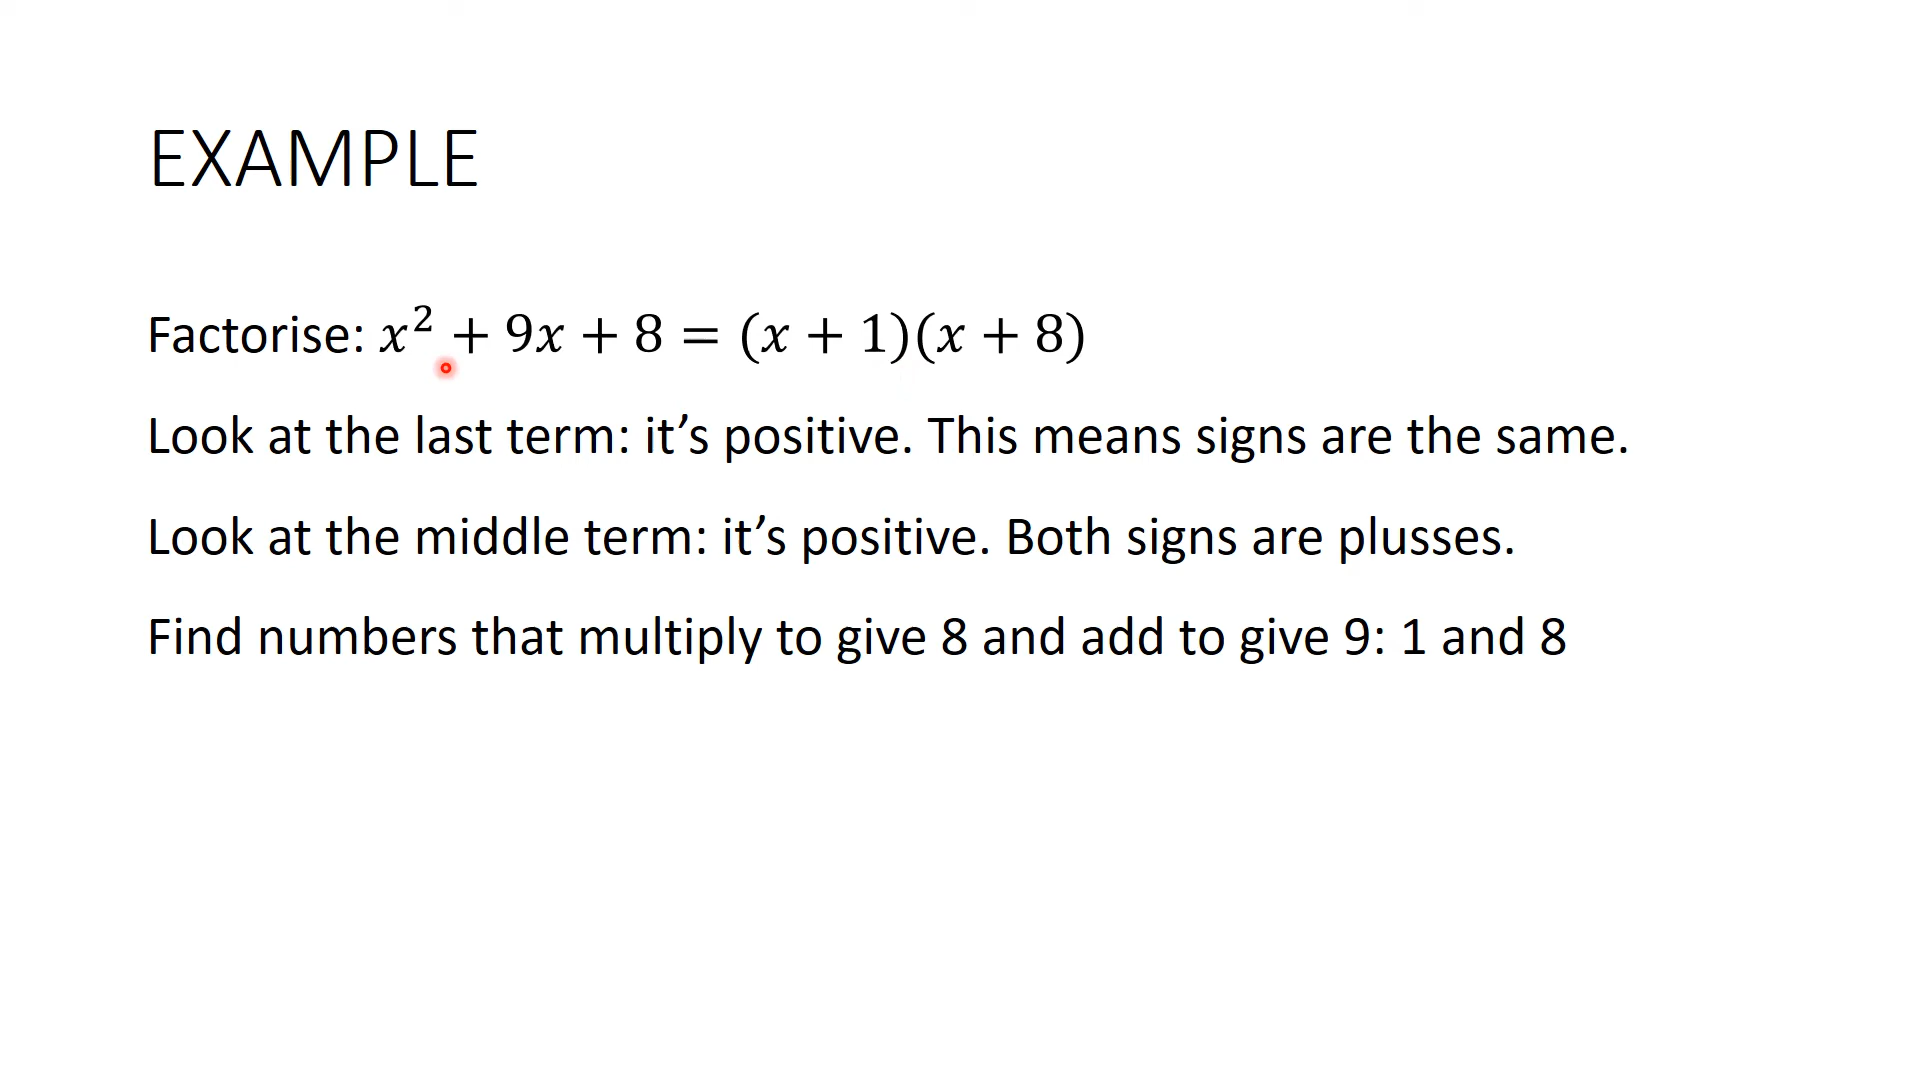 EXAMPLE
Factorise: x² + 9x + 8 = (x + 1)(x + 8)
Look at the last term: it’s positive. This means signs are the same.
Look at the middle term: it’s positive. Both signs are plusses.
Find numbers that multiply to give 8 and add to give 9: 1 and 8